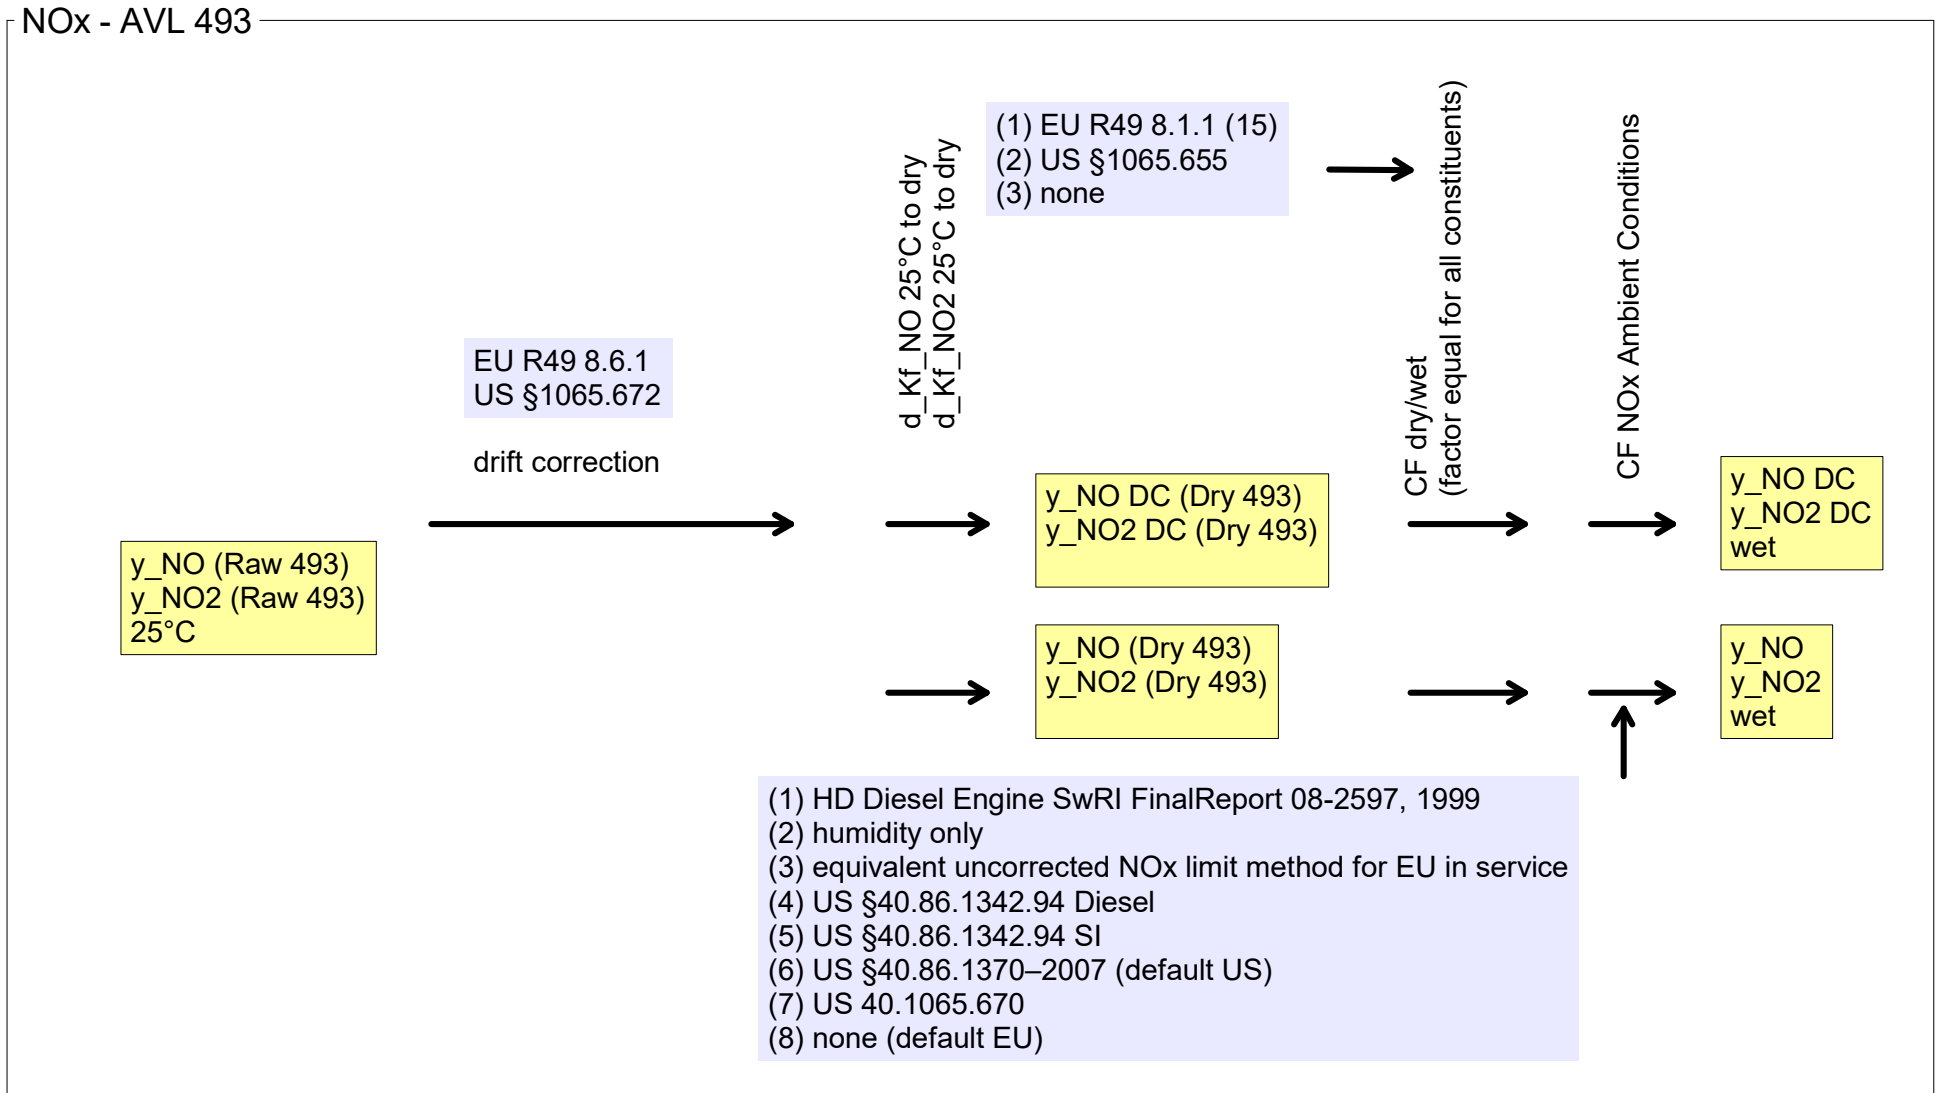 NOx - AVL 493
(1) EU R49 8.1.1 (15)
(2) US §1065.655
(3) none
d_Kf_NO 25°C to dry
d_Kf_NO2 25°C to dry
CF dry/wet
(factor equal for all constituents)
CF NOx Ambient Conditions
EU R49 8.6.1
US §1065.672
drift correction
y_NO (Raw 493)
y_NO2 (Raw 493)
25°C
y_NO DC (Dry 493)
y_NO2 DC (Dry 493)
y_NO DC
y_NO2 DC
wet
y_NO (Dry 493)
y_NO2 (Dry 493)
y_NO
y_NO2
wet
(1) HD Diesel Engine SwRI FinalReport 08-2597, 1999
(2) humidity only
(3) equivalent uncorrected NOx limit method for EU in service
(4) US §40.86.1342.94 Diesel
(5) US §40.86.1342.94 SI
(6) US §40.86.1370–2007 (default US)
(7) US 40.1065.670
(8) none (default EU)